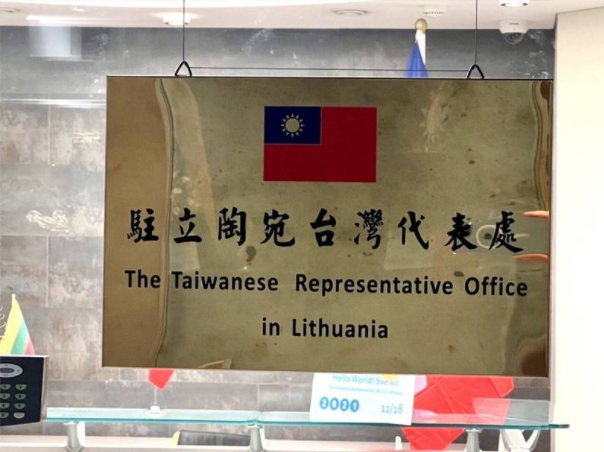 駐立陶宛台灣代表處
The Taiwanese Representative Office
in Lithuania
Hello World!
2021 11/18